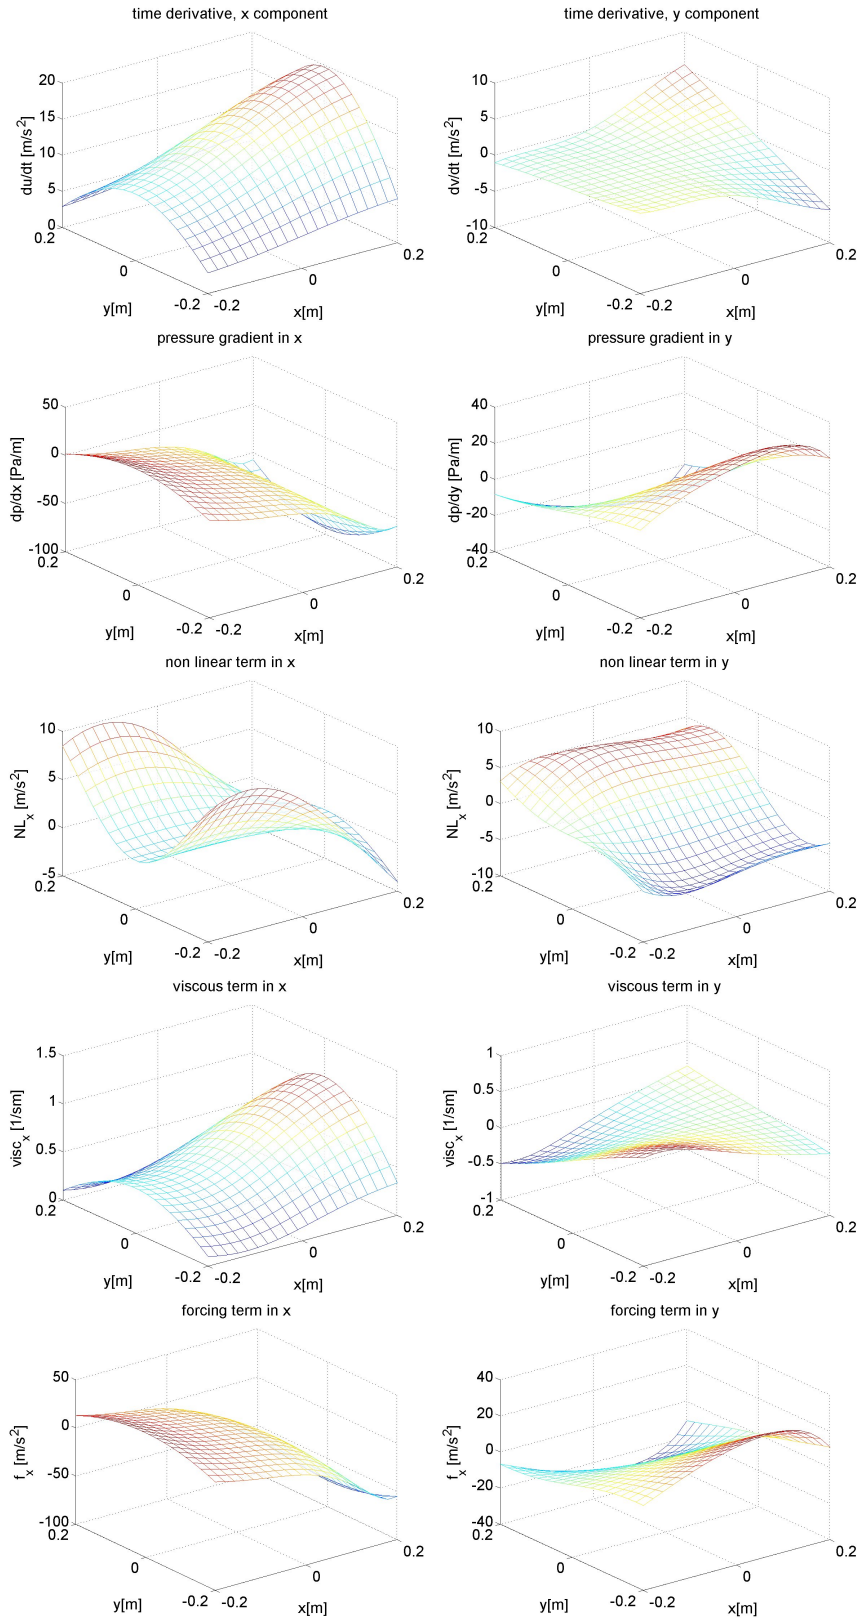 time derivative, x component
time derivative, y component
20
15
10
5
0
du/dt [m/s²]
0.2
0
-0.2
y[m]
-0.2
0
0.2
x[m]
10
5
0
-5
-10
dv/dt [m/s²]
0.2
0
-0.2
y[m]
-0.2
0
0.2
x[m]
pressure gradient in x
pressure gradient in y
50
0
-50
-100
dp/dx [Pa/m]
0.2
0
-0.2
y[m]
-0.2
0
0.2
x[m]
40
20
0
-20
-40
dp/dy [Pa/m]
0.2
0
-0.2
y[m]
-0.2
0
0.2
x[m]
non linear term in x
non linear term in y
10
5
0
-5
NLₓ [m/s²]
0.2
0
-0.2
y[m]
-0.2
0
0.2
x[m]
10
5
0
-5
-10
NLₓ [m/s²]
0.2
0
-0.2
y[m]
-0.2
0
0.2
x[m]
viscous term in x
viscous term in y
1.5
1
0.5
0
viscₓ [1/sm]
0.2
0
-0.2
y[m]
-0.2
0
0.2
x[m]
1
0.5
0
-0.5
-1
viscₓ [1/sm]
0.2
0
-0.2
y[m]
-0.2
0
0.2
x[m]
forcing term in x
forcing term in y
50
0
-50
-100
fₓ [m/s²]
0.2
0
-0.2
y[m]
-0.2
0
0.2
x[m]
40
20
0
-20
-40
fₓ [m/s²]
0.2
0
-0.2
y[m]
-0.2
0
0.2
x[m]